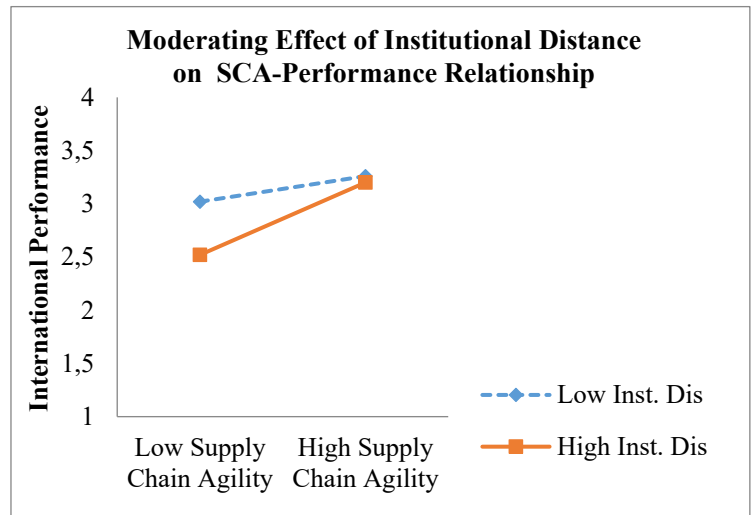 Moderating Effect of Institutional Distance
on SCA-Performance Relationship
International Performance
4
3,5
3
2,5
2
1,5
1
Low Supply
Chain Agility
High Supply
Chain Agility
Low Inst. Dis
High Inst. Dis